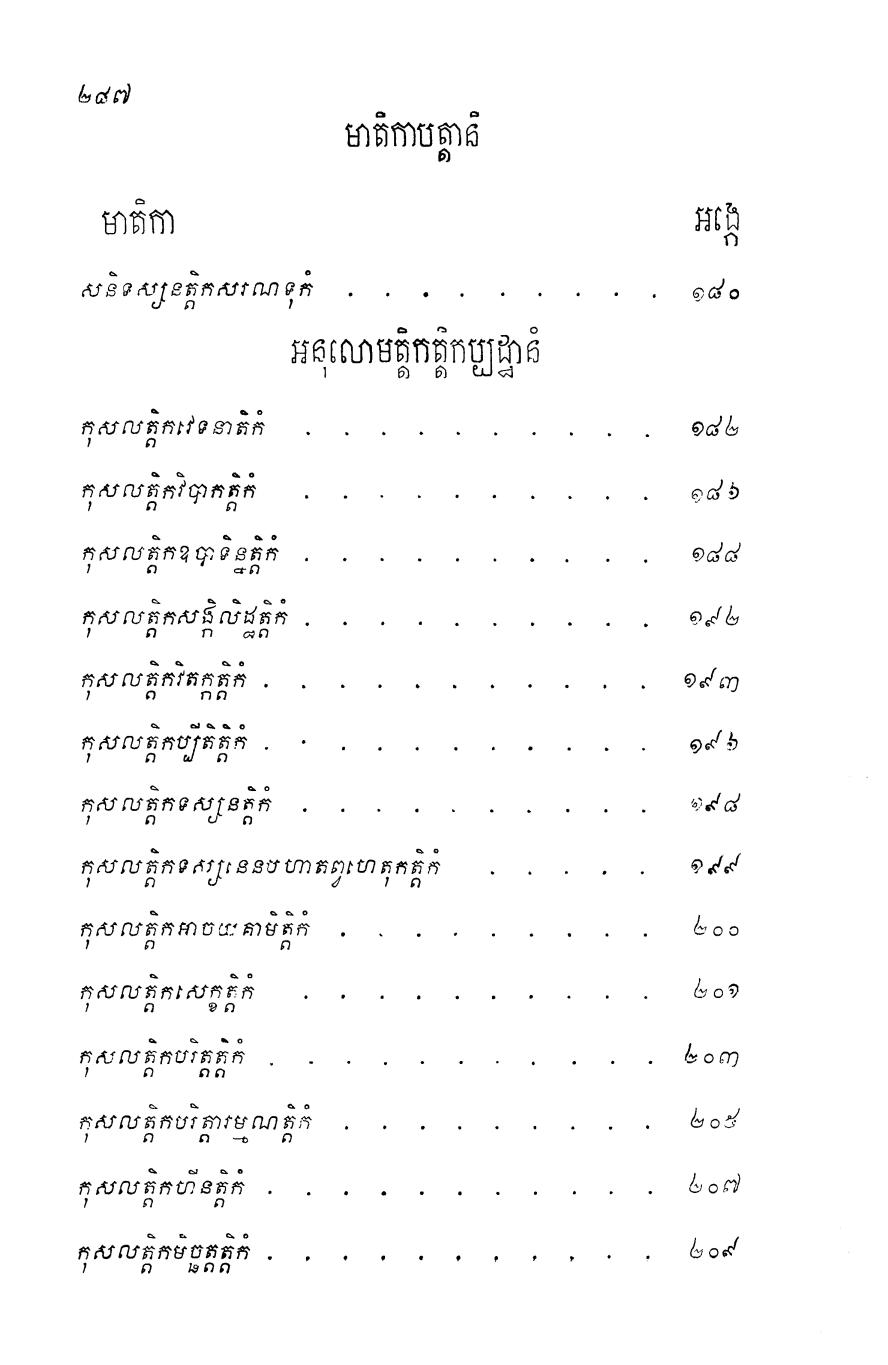 ២៤៧
មាតិកាបត្តានិ
មាតិកា អង្កេ
សនិទស្សនត្តិកសរណទុកំ . . . . . . . . . ១៨០
អនុលោមត្តិកត្តិកប្បដ្ឋានំ
កុសលត្តិកវេទនាតិកំ . . . . . . . . . . ១៨២
កុសលត្តិកវិបាកត្តិកំ . . . . . . . . . . ១៨៦
កុសលត្តិកឧបាទិន្នត្តិកំ . . . . . . . . . . ១៨៨
កុសលត្តិកសង្កិលិដ្ឋត្តិកំ . . . . . . . . . . ១៩២
កុសលត្តិកវិតក្កត្តិកំ . . . . . . . . . . . ១៩៣
កុសលត្តិកប្បីតិត្តិកំ . . . . . . . . . . . ១៩៦
កុសលត្តិកទស្សនត្តិកំ . . . . . . . . . . ១៩៨
កុសលត្តិកទស្សនេនបហាតព្វហេតុកត្តិកំ . . . . . ១៩៩
កុសលត្តិកអាចយគាមិត្តិកំ . . . . . . . . . ២០០
កុសលត្តិកសេក្ខត្តិកំ . . . . . . . . . . ២០១
កុសលត្តិកបរិត្តត្តិកំ . . . . . . . . . . . ២០៣
កុសលត្តិកបរិត្តារម្មណត្តិកំ . . . . . . . . . ២០៥
កុសលត្តិកហីនត្តិកំ . . . . . . . . . . . ២០៧
កុសលត្តិកមិច្ឆត្តត្តិកំ . . . . . . . . . . . ២០៩